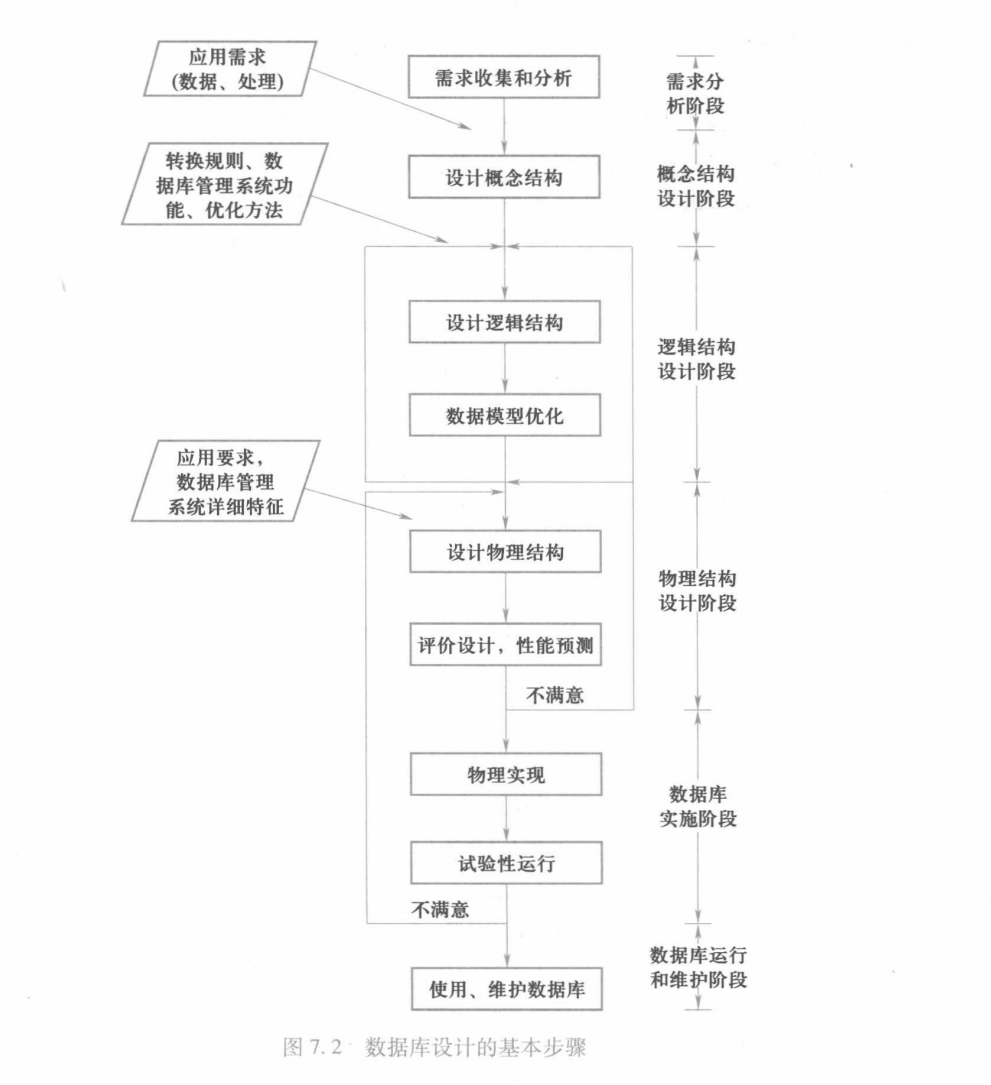 应用需求
(数据、处理)
需求收集和分析
需求分
析阶段
转换规则、数
据库管理系统功
能、优化方法
设计概念结构
概念结构
设计阶段
设计逻辑结构
逻辑结构
设计阶段
数据模型优化
应用要求，
数据库管理
系统详细特征
设计物理结构
物理结构
设计阶段
评价设计，性能预测
不满意
物理实现
数据库
实施阶段
试验性运行
不满意
数据库运行
和维护阶段
使用、维护数据库
图 7.2 数据库设计的基本步骤